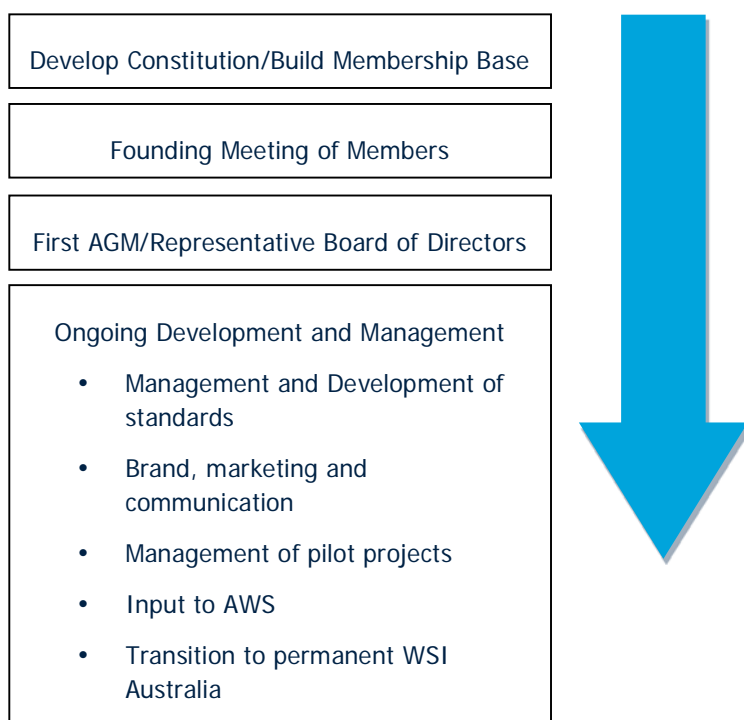 Develop Constitution/Build Membership Base
Founding Meeting of Members
First AGM/Representative Board of Directors
Ongoing Development and Management
• Management and Development of
standards
• Brand, marketing and
communication
• Management of pilot projects
• Input to AWS
• Transition to permanent WSI
Australia